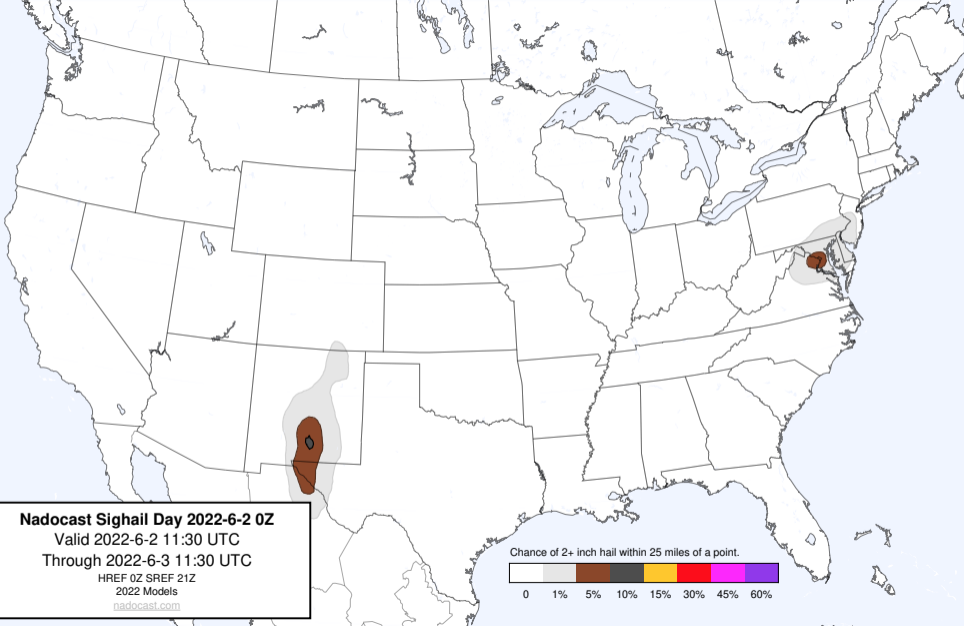 Nadocast Sighail Day 2022-6-2 0Z
Valid 2022-6-2 11:30 UTC
Through 2022-6-3 11:30 UTC
HREF 0Z SREF 21Z
2022 Models
nadocast.com
Chance of 2+ inch hail within 25 miles of a point.
0 1% 5% 10% 15% 30% 45% 60%